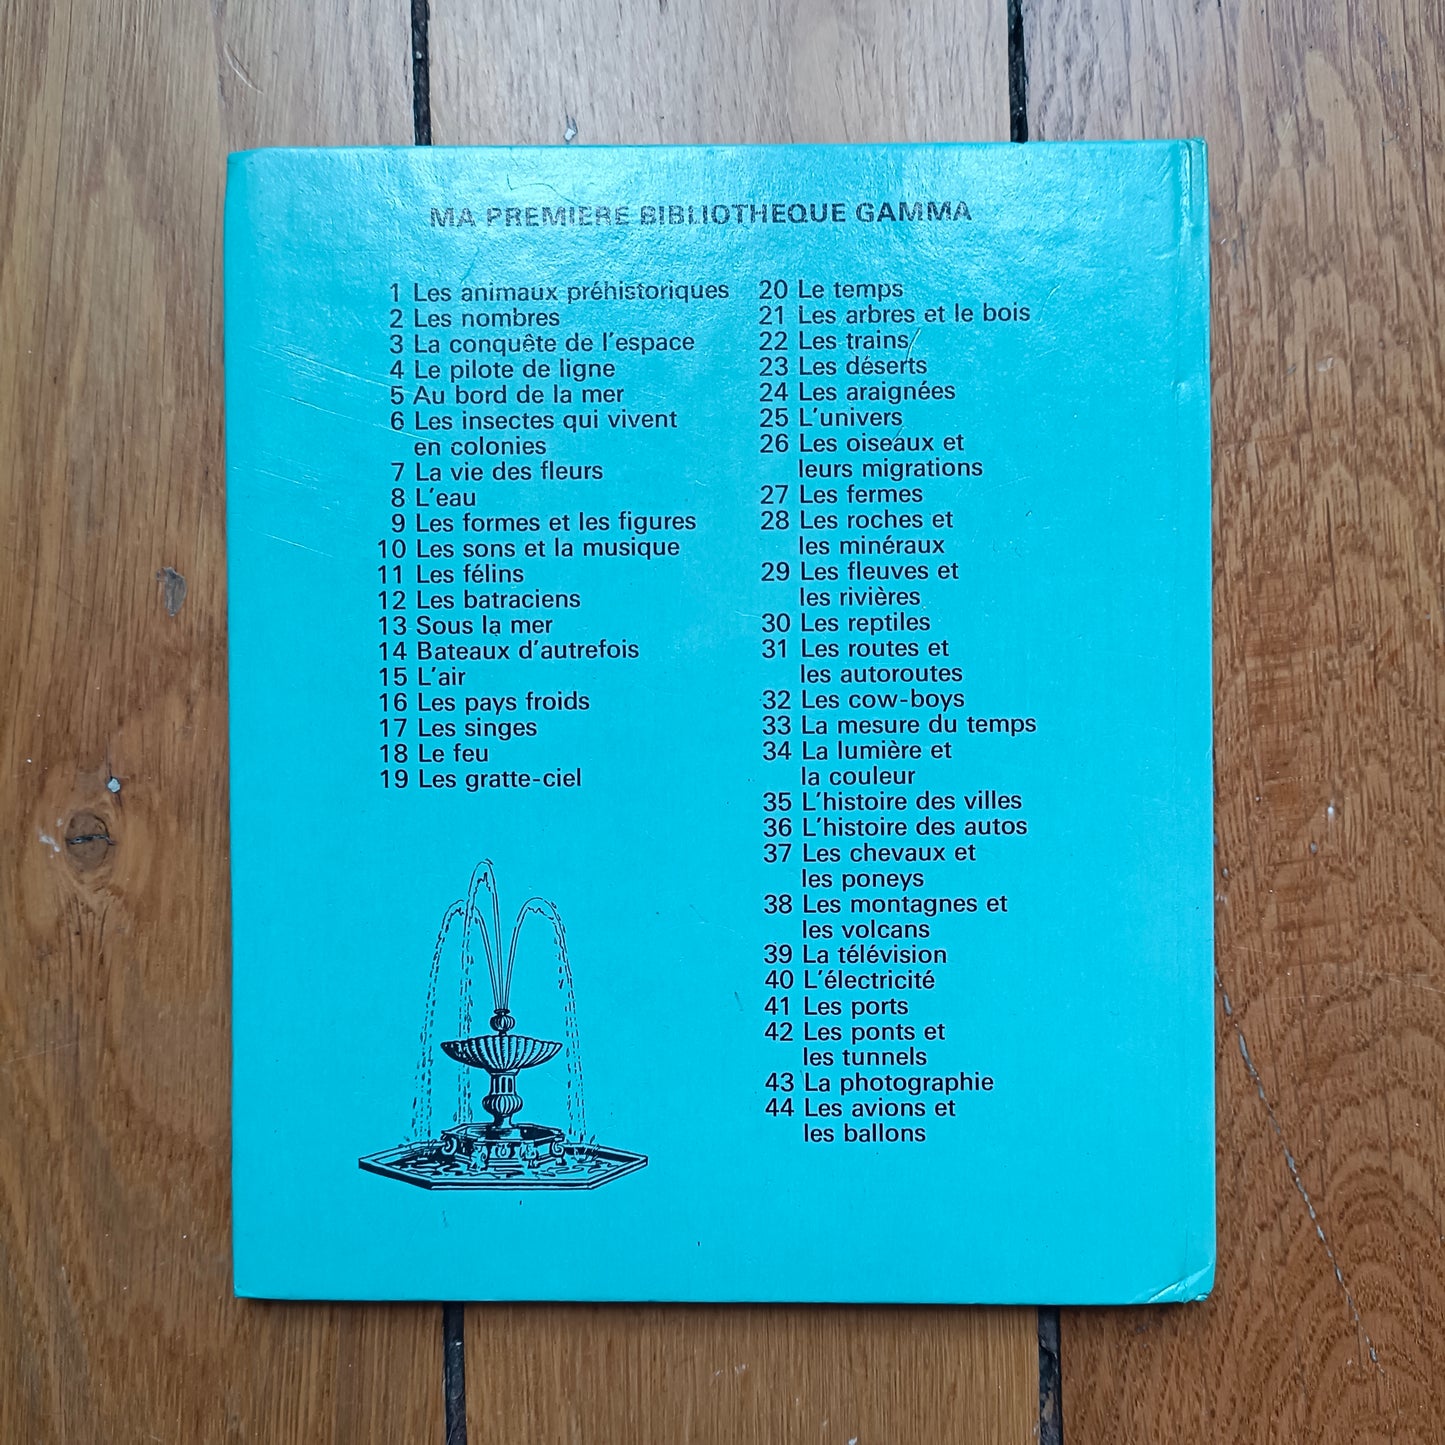 MA PREMIERE BIBLIOTHEQUE GAMMA
1 Les animaux préhistoriques
2 Les nombres
3 La conquête de l'espace
4 Le pilote de ligne
5 Au bord de la mer
6 Les insectes qui vivent
en colonies
7 La vie des fleurs
8 L'eau
9 Les formes et les figures
10 Les sons et la musique
11 Les félins
12 Les batraciens
13 Sous la mer
14 Bateaux d'autrefois
15 L'air
16 Les pays froids
17 Les singes
18 Le feu
19 Les gratte-ciel
20 Le temps
21 Les arbres et le bois
22 Les trains
23 Les déserts
24 Les araignées
25 L'univers
26 Les oiseaux et
leurs migrations
27 Les fermes
28 Les roches et
les minéraux
29 Les fleuves et
les rivières
30 Les reptiles
31 Les routes et
les autoroutes
32 Les cow-boys
33 La mesure du temps
34 La lumière et
la couleur
35 L'histoire des villes
36 L'histoire des autos
37 Les chevaux et
les poneys
38 Les montagnes et
les volcans
39 La télévision
40 L'électricité
41 Les ports
42 Les ponts et
les tunnels
43 La photographie
44 Les avions et
les ballons